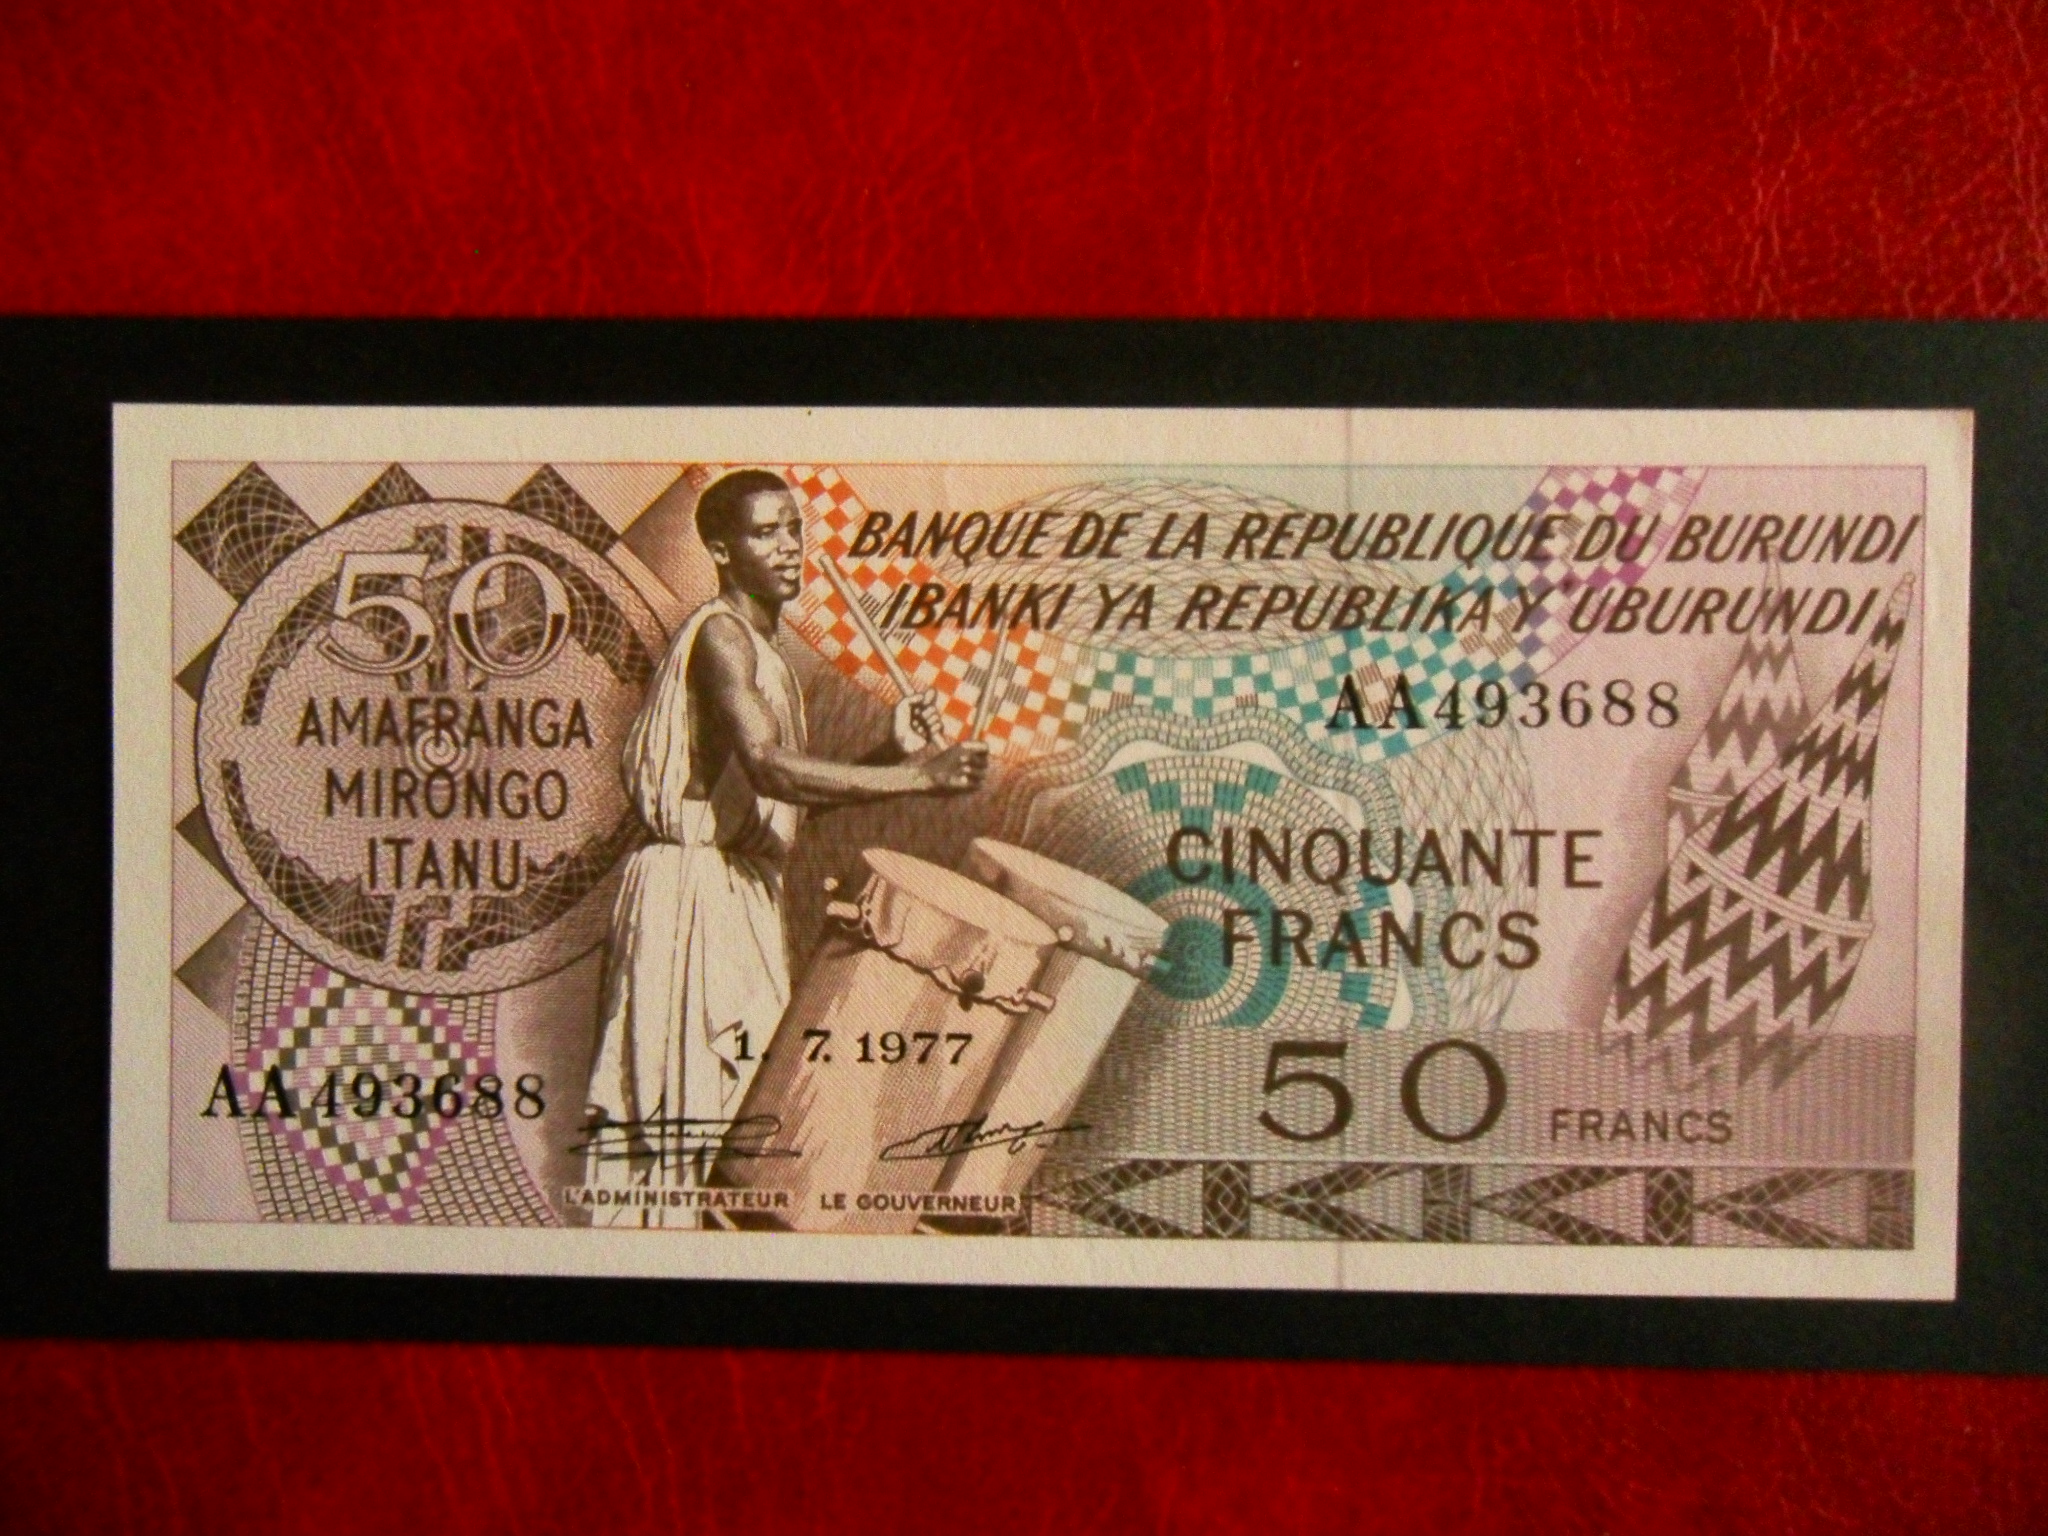 BANQUE DE LA REPUBLIQUE DU BURUNDI
IBANKI YA REPUBLIKA Y'UBURUNDI
50
AMAFRANGA
MIRONGO
ITANU
AA493688
CINQUANTE
FRANCS
1. 7. 1977
50 FRANCS
AA493688
L'ADMINISTRATEUR LE GOUVERNEUR